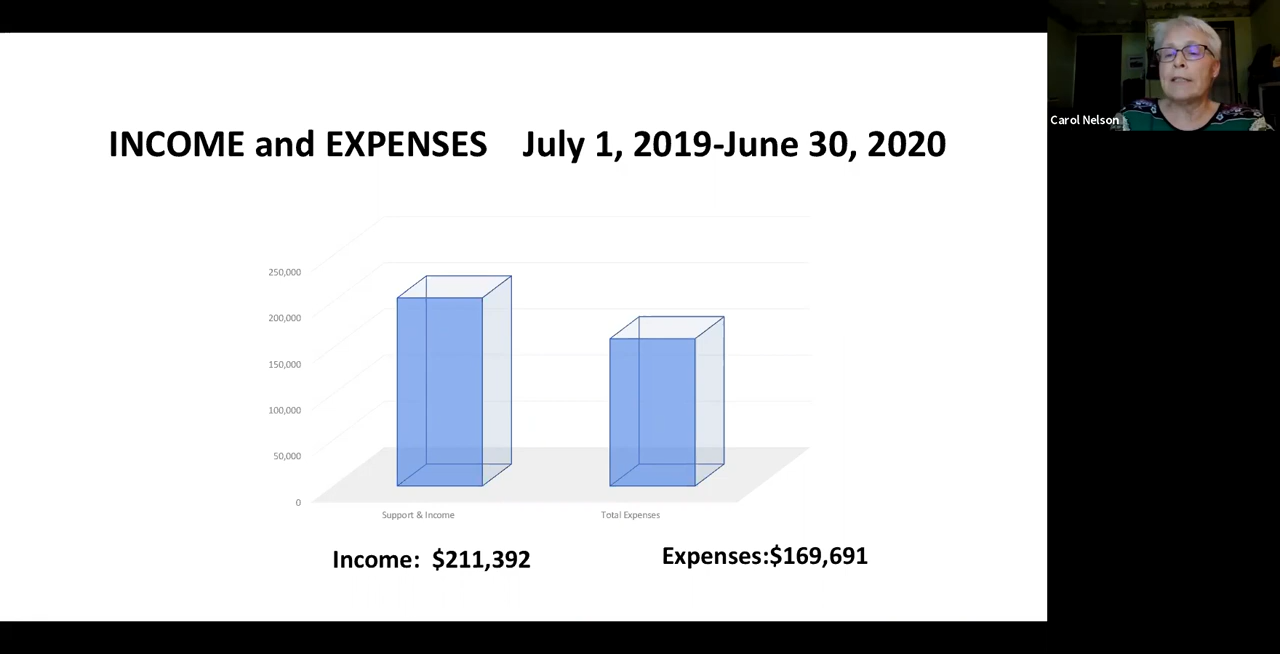 Carol Nelson
INCOME and EXPENSES July 1, 2019-June 30, 2020
250,000
200,000
150,000
100,000
50,000
0
Support & Income
Total Expenses
Income: $211,392
Expenses:$169,691